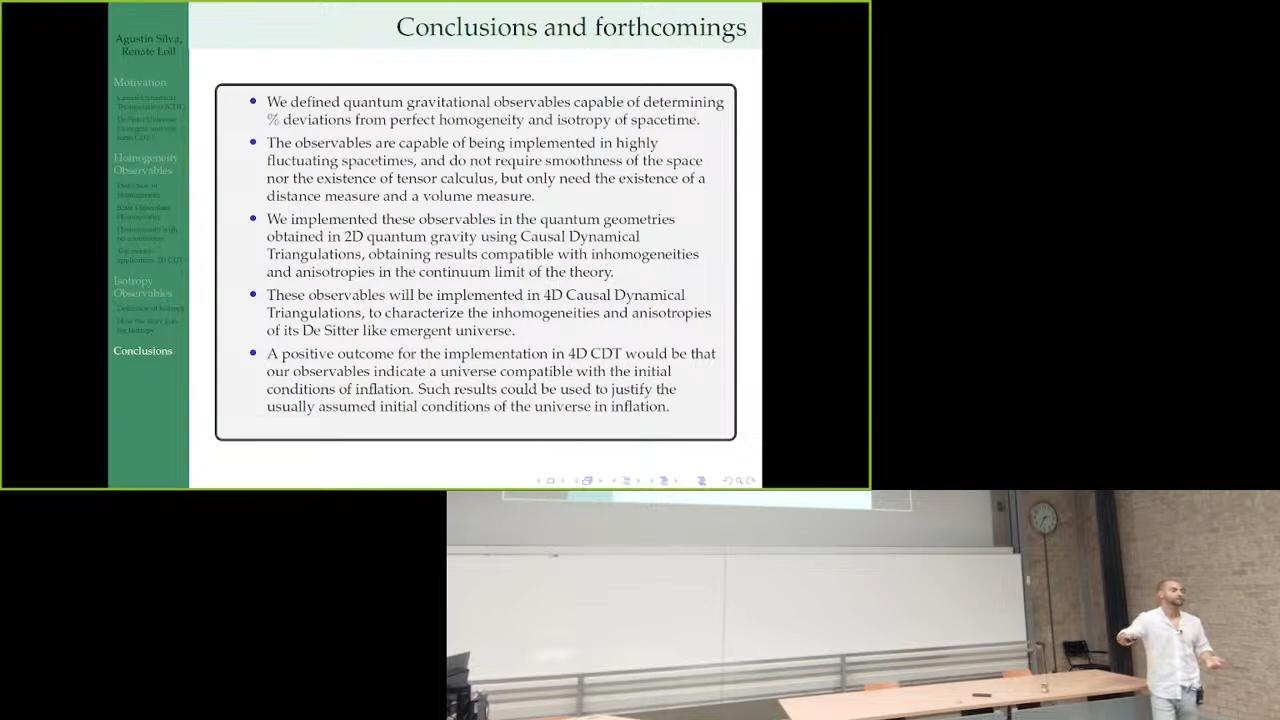 Conclusions and forthcomings
Agustin Silva,
Renate Loll
Motivation
Causal Dynamical
Triangulations (CDT)
Homogeneity
Observables
Isotropy
Observables
Definition of Isotropy
Conclusions
• We defined quantum gravitational observables capable of determining
% deviations from perfect homogeneity and isotropy of spacetime.
• The observables are capable of being implemented in highly
fluctuating spacetimes, and do not require smoothness of the space
nor the existence of tensor calculus, but only need the existence of a
distance measure and a volume measure.
• We implemented these observables in the quantum geometries
obtained in 2D quantum gravity using Causal Dynamical
Triangulations, obtaining results compatible with inhomogeneities
and anisotropies in the continuum limit of the theory.
• These observables will be implemented in 4D Causal Dynamical
Triangulations, to characterize the inhomogeneities and anisotropies
of its De Sitter like emergent universe.
• A positive outcome for the implementation in 4D CDT would be that
our observables indicate a universe compatible with the initial
conditions of inflation. Such results could be used to justify the
usually assumed initial conditions of the universe in inflation.